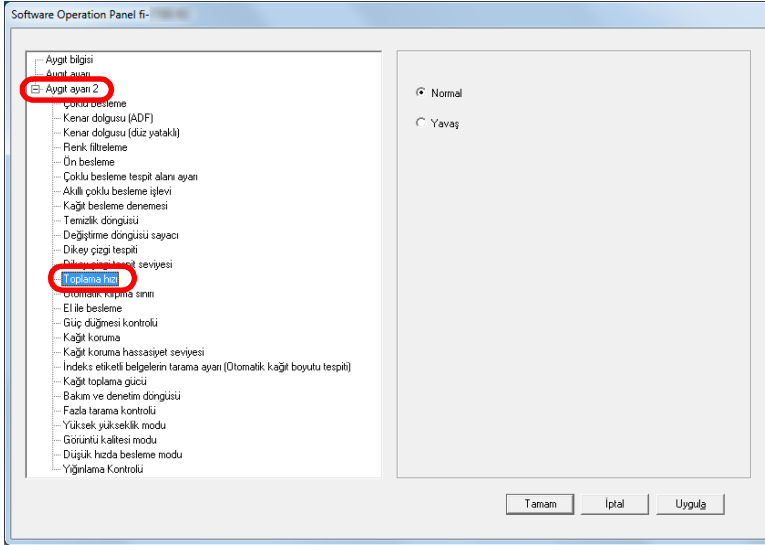 Software Operation Panel fi-
Aygıt bilgisi
Aygıt ayarı
Aygıt ayarı 2
Çoklu besleme
Kenar dolgusu (ADF)
Kenar dolgusu (düz yataklı)
Renk filtreleme
Ön besleme
Çoklu besleme tespit alanı ayarı
Akıllı çoklu besleme işlevi
Kağıt besleme denemesi
Temizlik döngüsü
Değiştirme döngüsü sayacı
Dikey çizgi tespiti
Dikey çizgi tespit seviyesi
Toplama hızı
Otomatik kırpma sınırı
El ile besleme
Güç düğmesi kontrolü
Kağıt koruma
Kağıt koruma hassasiyet seviyesi
İndeks etiketli belgelerin tarama ayarı (Otomatik kağıt boyutu tespiti)
Kağıt toplama gücü
Bakım ve denetim döngüsü
Fazla tarama kontrolü
Yüksek yükseklik modu
Görüntü kalitesi modu
Düşük hızda besleme modu
Yığınlama Kontrolü
Normal
Yavaş
Tamam
İptal
Uygula